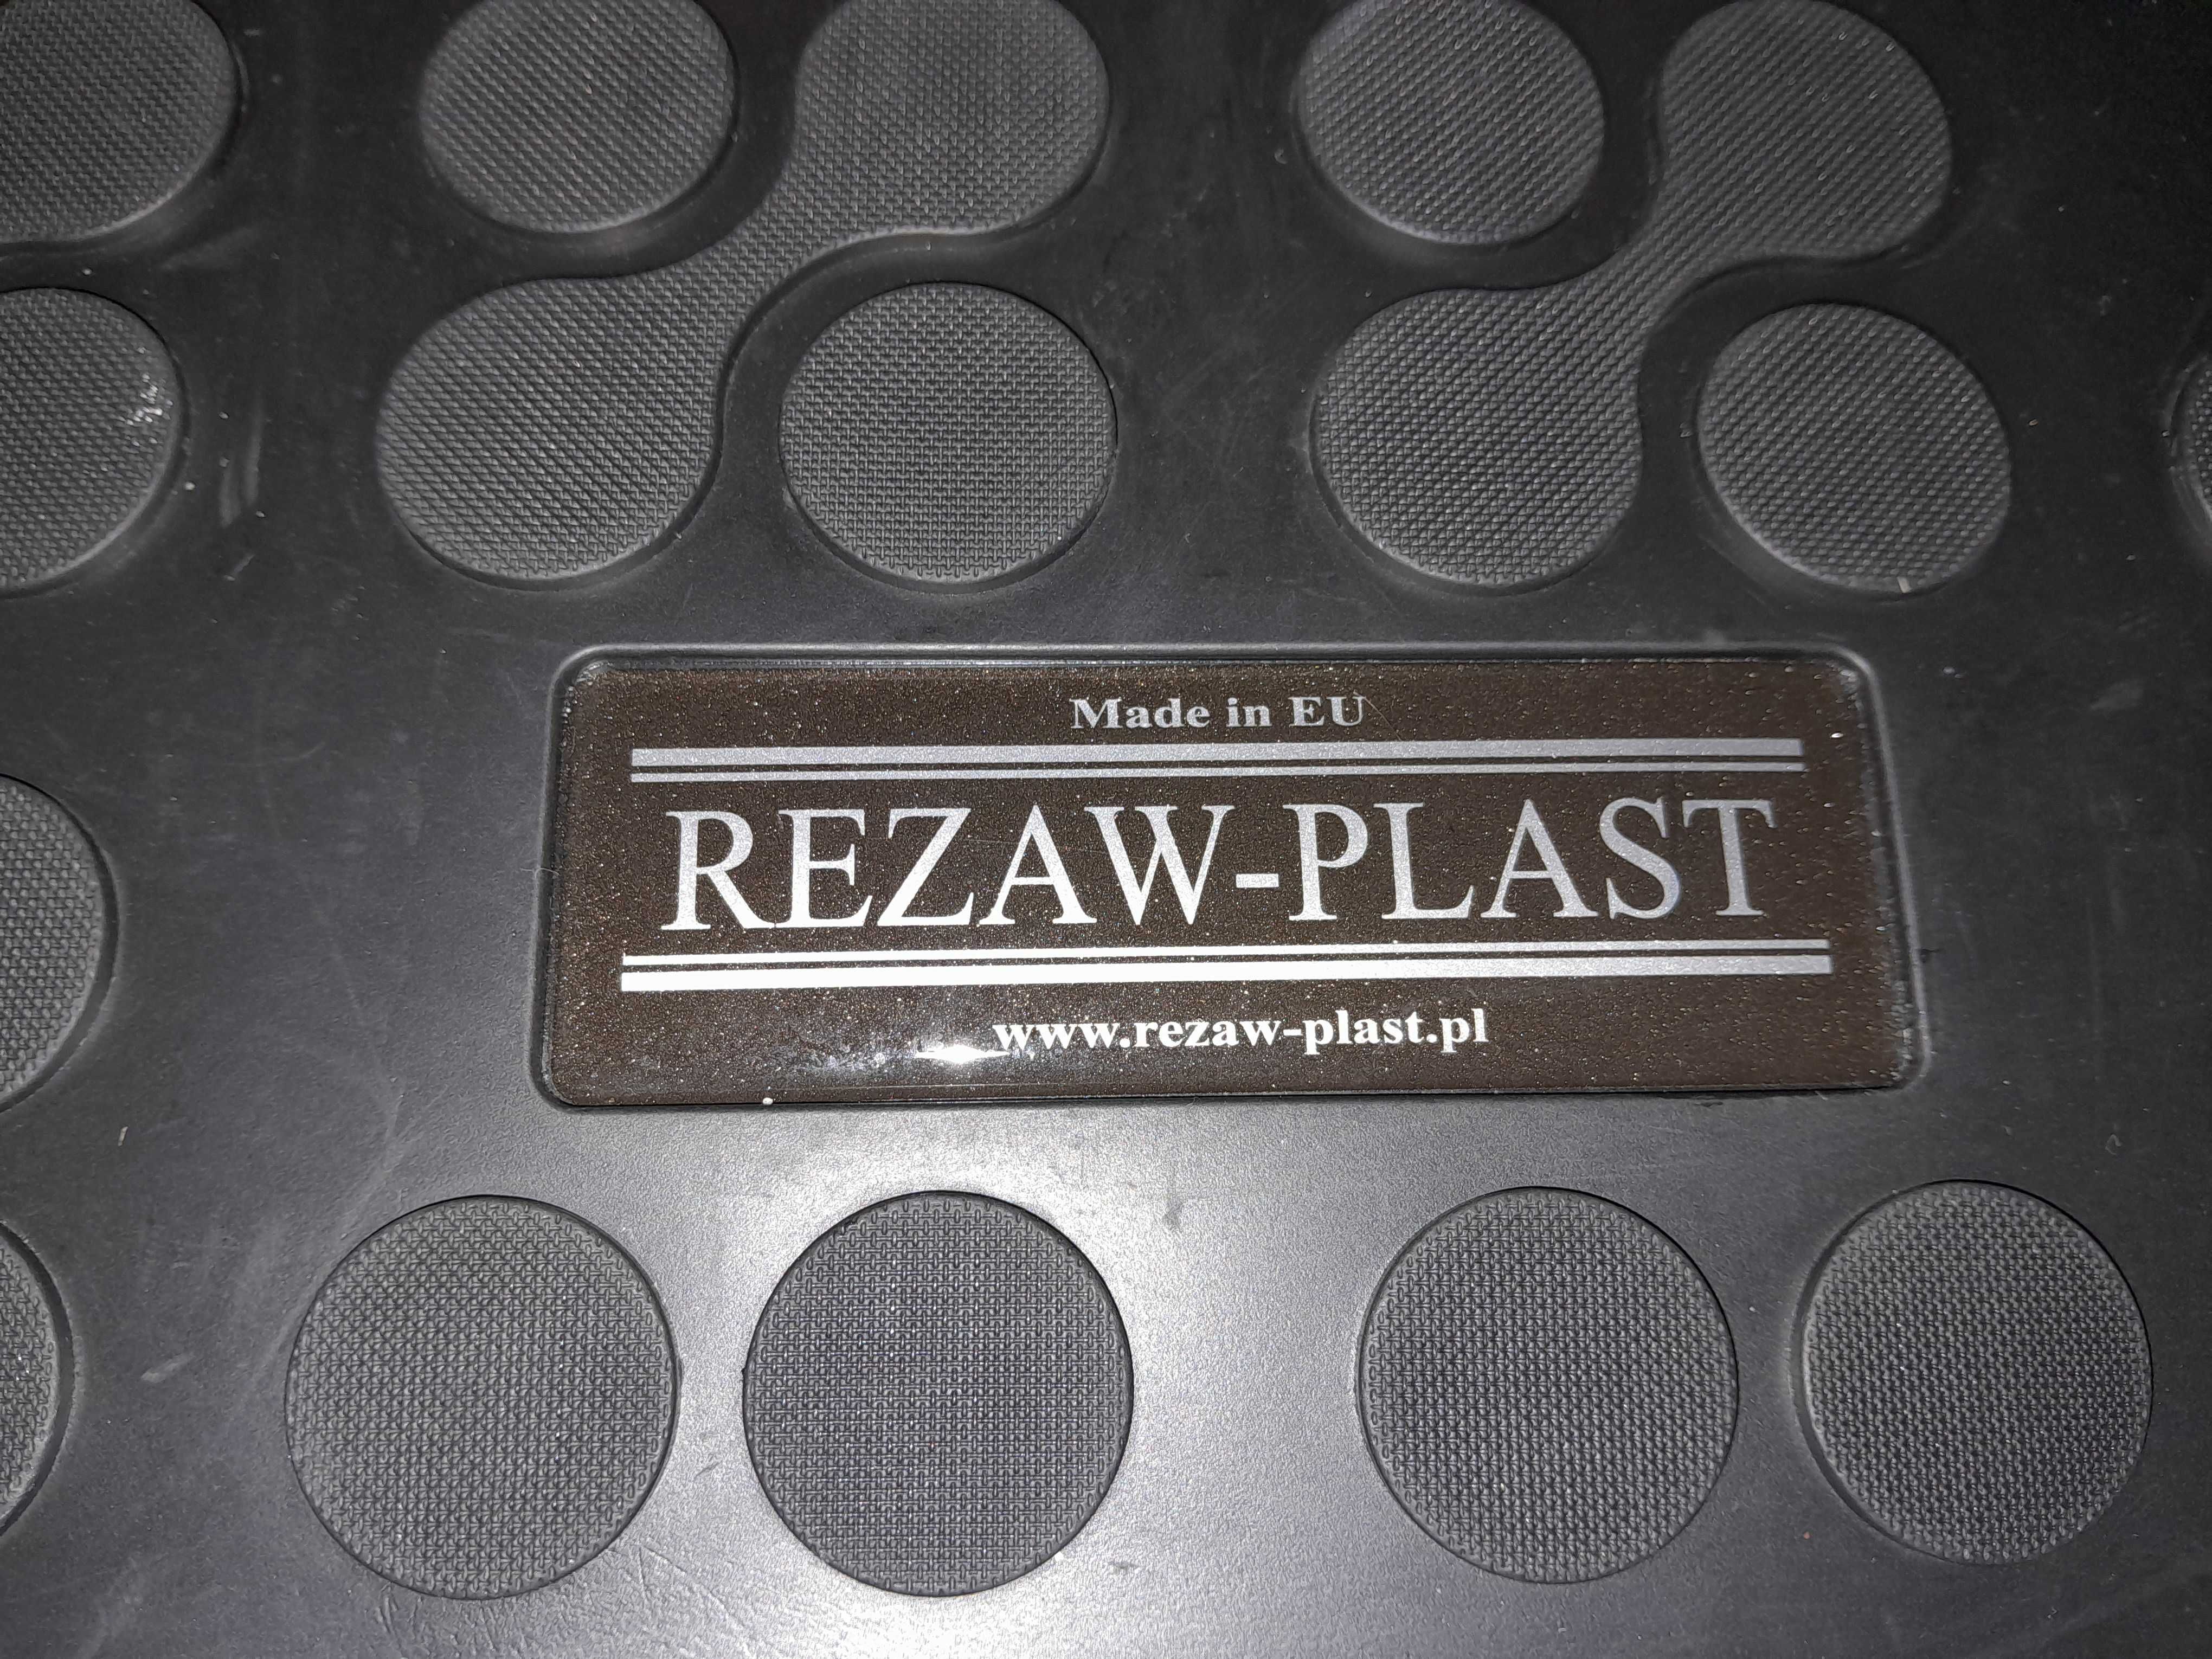 Made in EU
REZAW-PLAST
www.rezaw-plast.pl